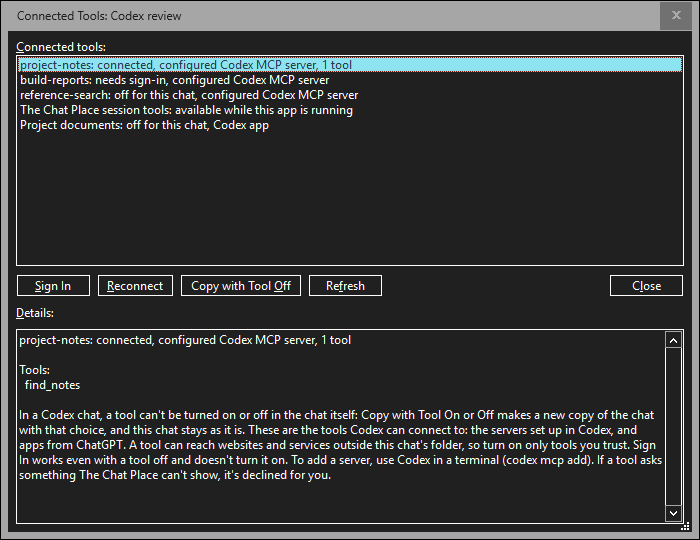 Connected Tools: Codex review
Connected tools:
project-notes: connected, configured Codex MCP server, 1 tool
build-reports: needs sign-in, configured Codex MCP server
reference-search: off for this chat, configured Codex MCP server
The Chat Place session tools: available while this app is running
Project documents: off for this chat, Codex app
Sign In
Reconnect
Copy with Tool Off
Refresh
Close
Details:
project-notes: connected, configured Codex MCP server, 1 tool
Tools:
find_notes
In a Codex chat, a tool can't be turned on or off in the chat itself: Copy with Tool On or Off makes a new copy of the chat
with that choice, and this chat stays as it is. These are the tools Codex can connect to: the servers set up in Codex, and
apps from ChatGPT. A tool can reach websites and services outside this chat's folder, so turn on only tools you trust. Sign
In works even with a tool off and doesn't turn it on. To add a server, use Codex in a terminal (codex mcp add). If a tool asks
something The Chat Place can't show, it's declined for you.